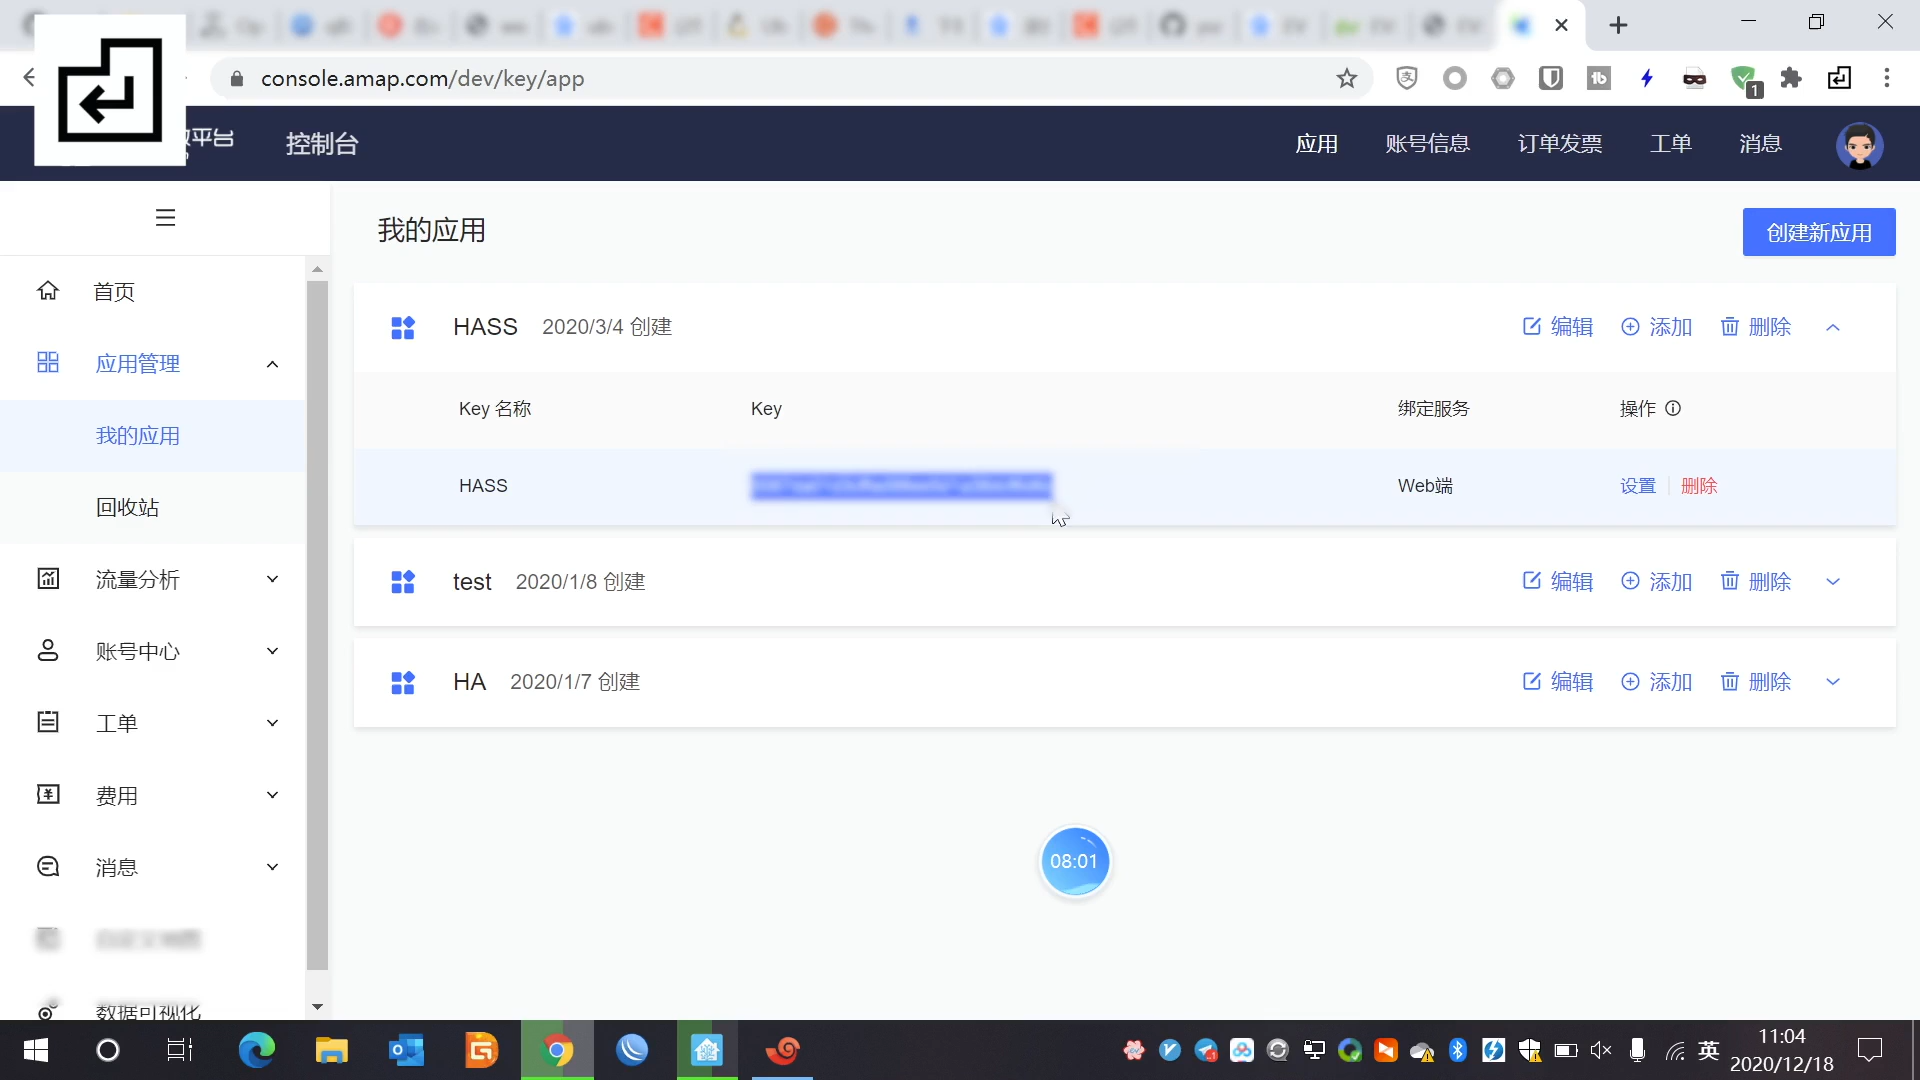 console.amap.com/dev/key/app
1
平台
控制台
应用
账号信息
订单发票
工单
消息
首页
应用管理
我的应用
回收站
流量分析
账号中心
工单
费用
消息
数据可视化
我的应用
创建新应用
HASS 2020/3/4 创建
编辑 添加 删除
Key 名称 Key 绑定服务 操作
HASS Web端 设置 删除
test 2020/1/8 创建
编辑 添加 删除
HA 2020/1/7 创建
编辑 添加 删除
08:01
英
11:04
2020/12/18